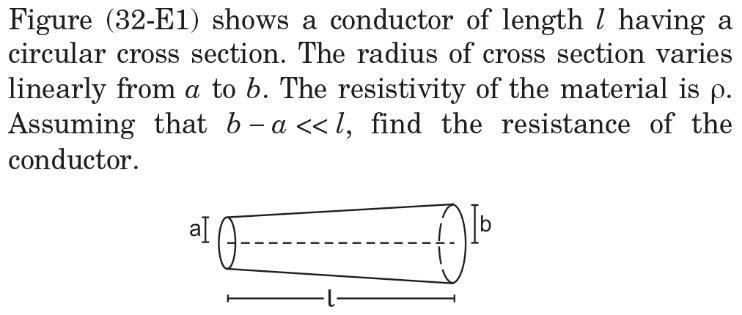 Figure (32-E1) shows a conductor of length l having a
circular cross section. The radius of cross section varies
linearly from a to b. The resistivity of the material is ρ.
Assuming that b – a << l, find the resistance of the
conductor.
a
b
l